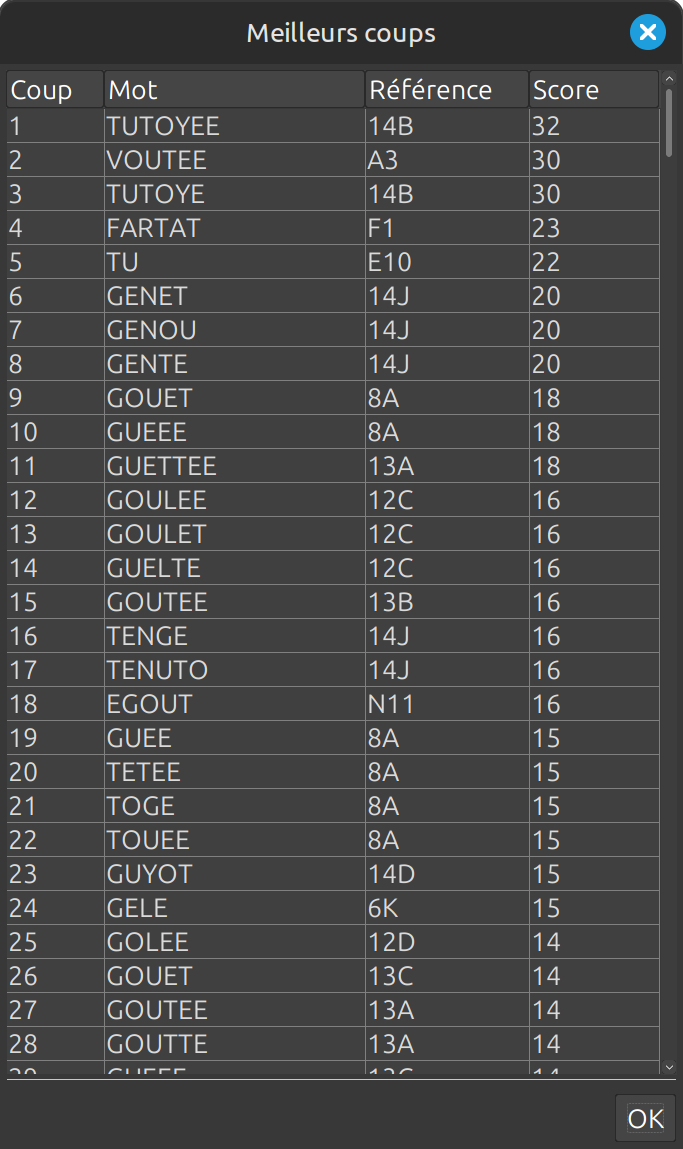 Meilleurs coups
Coup Mot Référence Score
1 TUTOYEE 14B 32
2 VOUTEE A3 30
3 TUTOYE 14B 30
4 FARTAT F1 23
5 TU E10 22
6 GENET 14J 20
7 GENOU 14J 20
8 GENTE 14J 20
9 GOUET 8A 18
10 GUEEE 8A 18
11 GUETTEE 13A 18
12 GOULEE 12C 16
13 GOULET 12C 16
14 GUELTE 12C 16
15 GOUTEE 13B 16
16 TENGE 14J 16
17 TENUTO 14J 16
18 EGOUT N11 16
19 GUEE 8A 15
20 TETEE 8A 15
21 TOGE 8A 15
22 TOUEE 8A 15
23 GUYOT 14D 15
24 GELE 6K 15
25 GOLEE 12D 14
26 GOUET 13C 14
27 GOUTEE 13A 14
28 GOUTTE 13A 14
OK